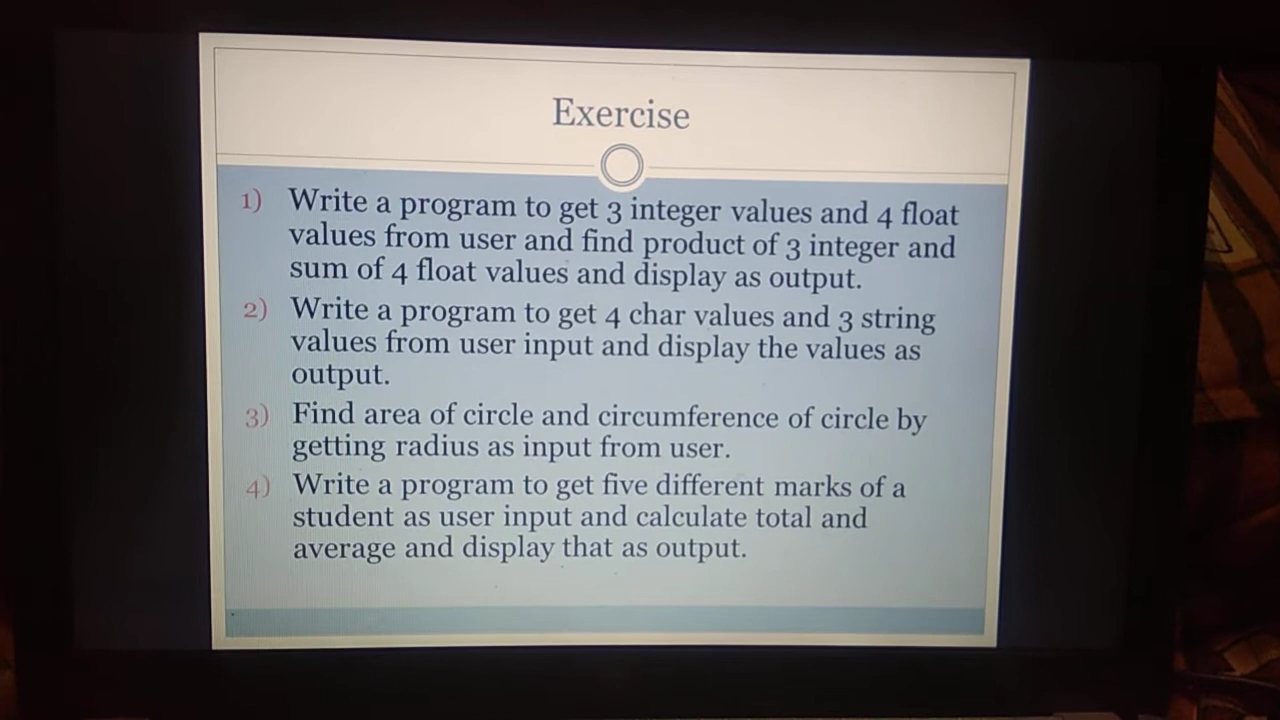 Exercise
1) Write a program to get 3 integer values and 4 float
values from user and find product of 3 integer and
sum of 4 float values and display as output.
2) Write a program to get 4 char values and 3 string
values from user input and display the values as
output.
3) Find area of circle and circumference of circle by
getting radius as input from user.
4) Write a program to get five different marks of a
student as user input and calculate total and
average and display that as output.